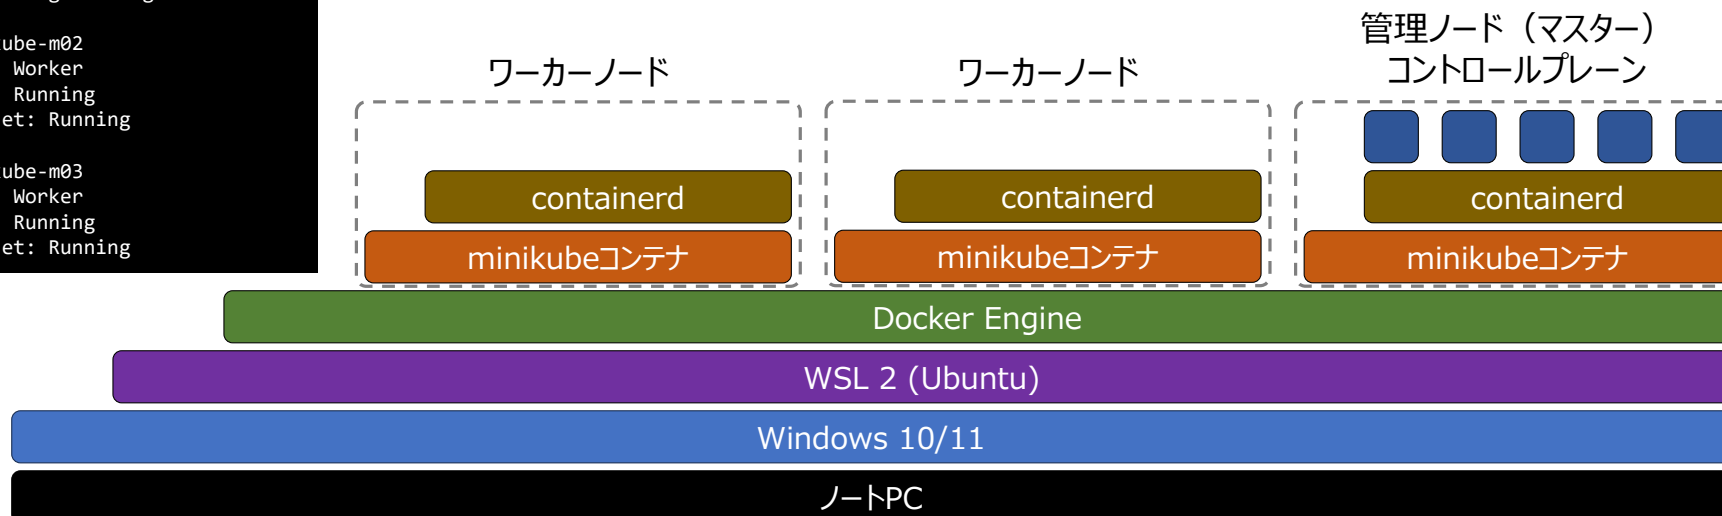 ube-m02
Worker
Running
et: Running
ube-m03
Worker
Running
et: Running
ワーカーノード
ワーカーノード
管理ノード（マスター）
コントロールプレーン
containerd
containerd
containerd
minikubeコンテナ
minikubeコンテナ
minikubeコンテナ
Docker Engine
WSL 2 (Ubuntu)
Windows 10/11
ノートPC